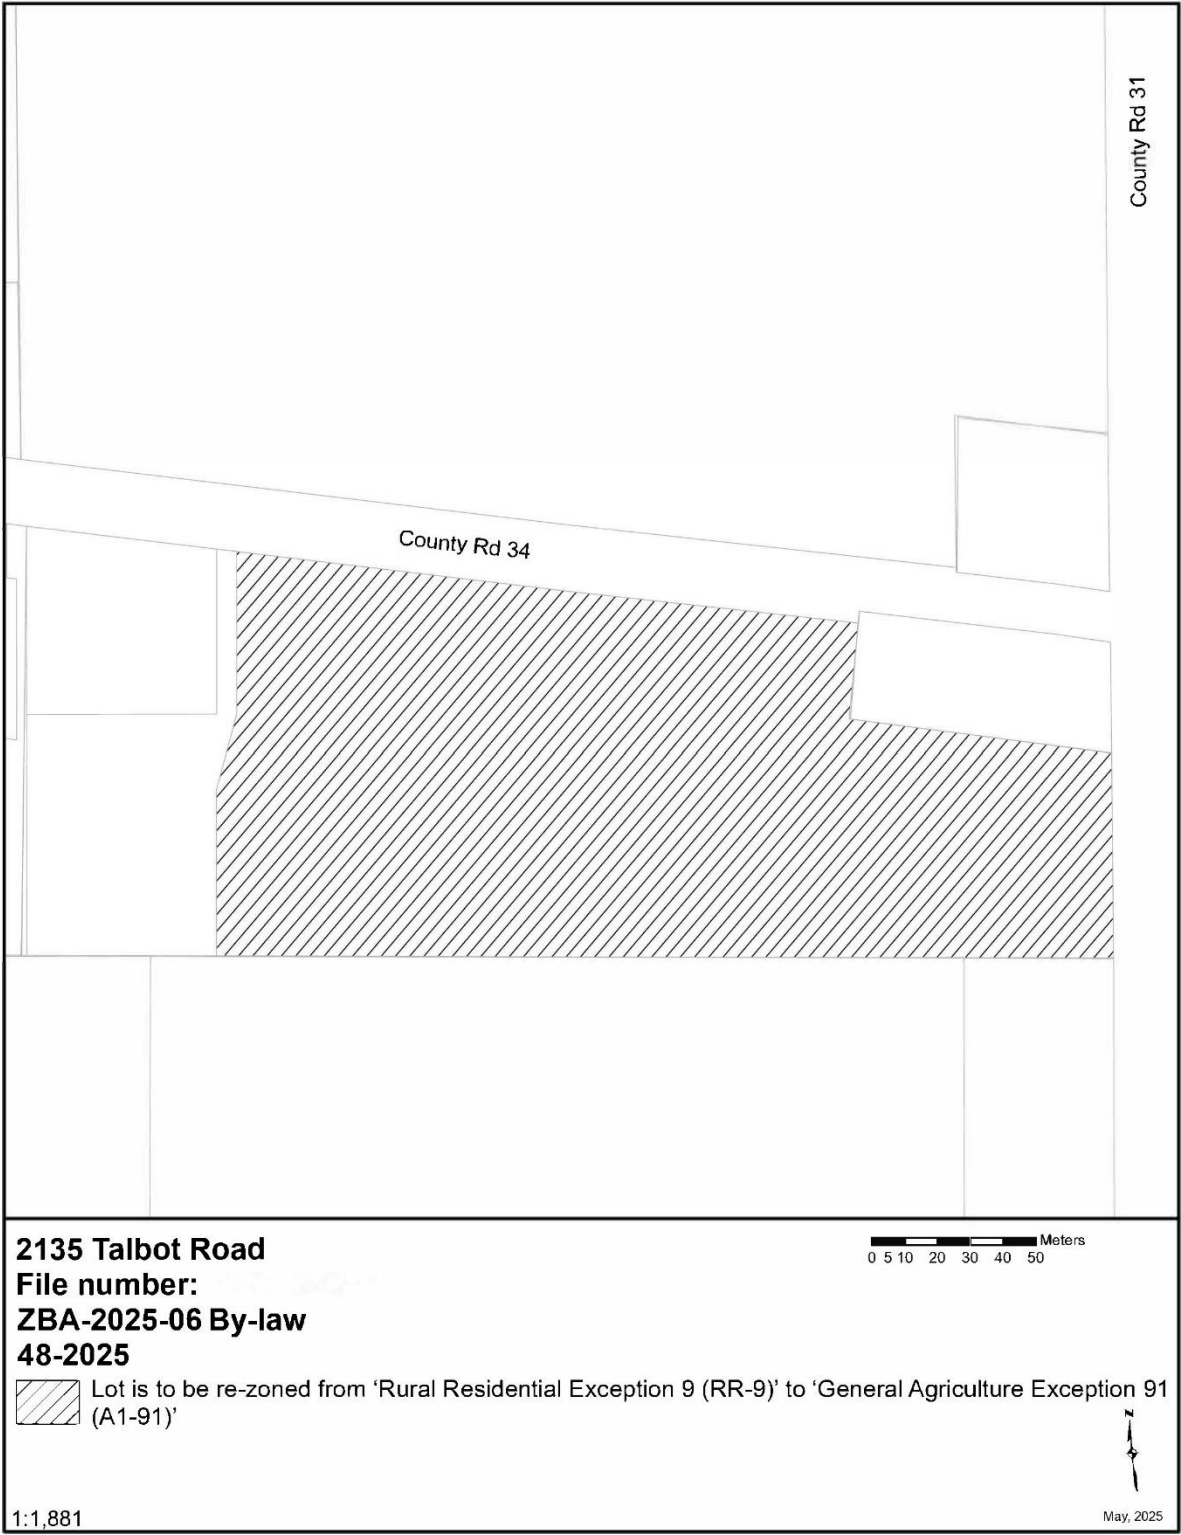 County Rd 31
County Rd 34
2135 Talbot Road
File number:
ZBA-2025-06 By-law
48-2025
Meters
0 5 10 20 30 40 50
Lot is to be re-zoned from ‘Rural Residential Exception 9 (RR-9)’ to ‘General Agriculture Exception 91
(A1-91)’
N
1:1,881
May, 2025